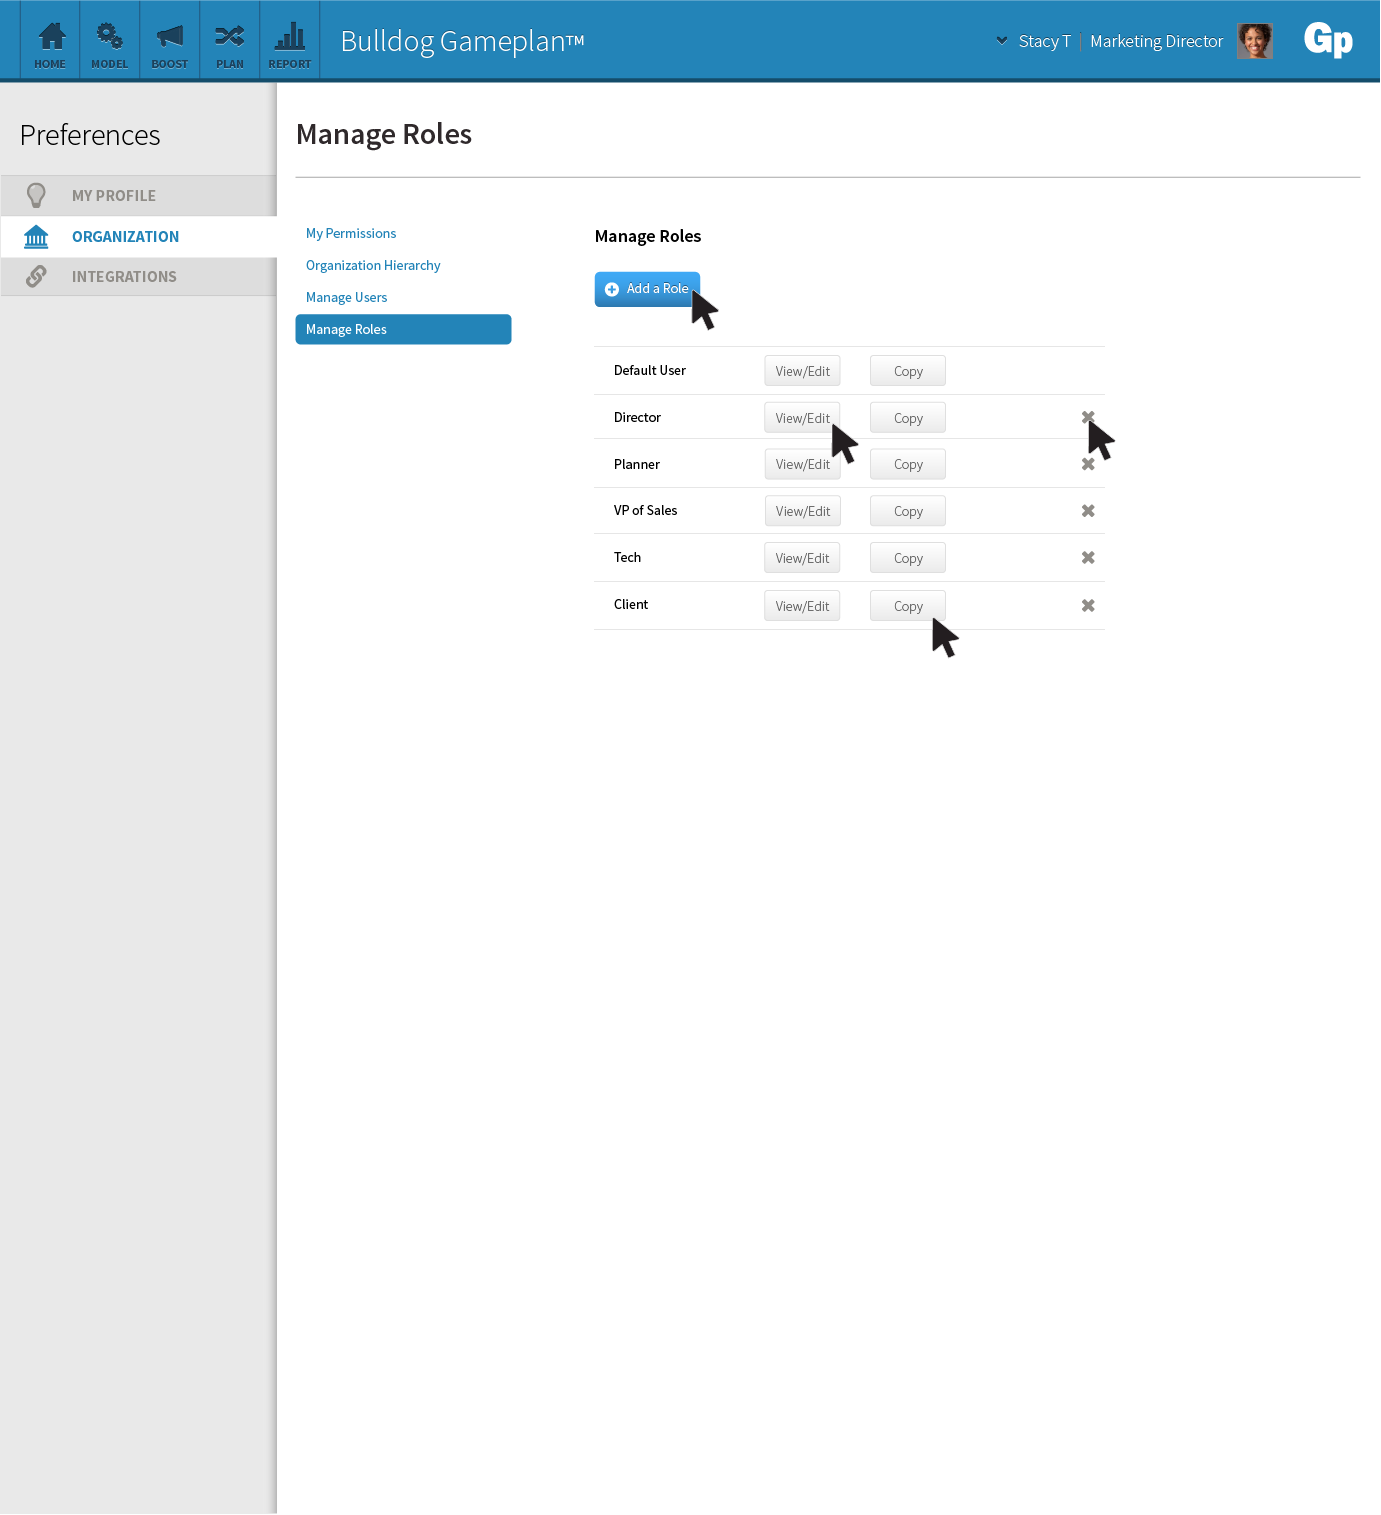 HOME MODEL BOOST PLAN REPORT
Bulldog Gameplan™
Stacy T | Marketing Director
Gp
Preferences
MY PROFILE
ORGANIZATION
INTEGRATIONS
Manage Roles
My Permissions
Organization Hierarchy
Manage Users
Manage Roles
Manage Roles
Add a Role
Default User View/Edit Copy
Director View/Edit Copy
Planner View/Edit Copy
VP of Sales View/Edit Copy
Tech View/Edit Copy
Client View/Edit Copy